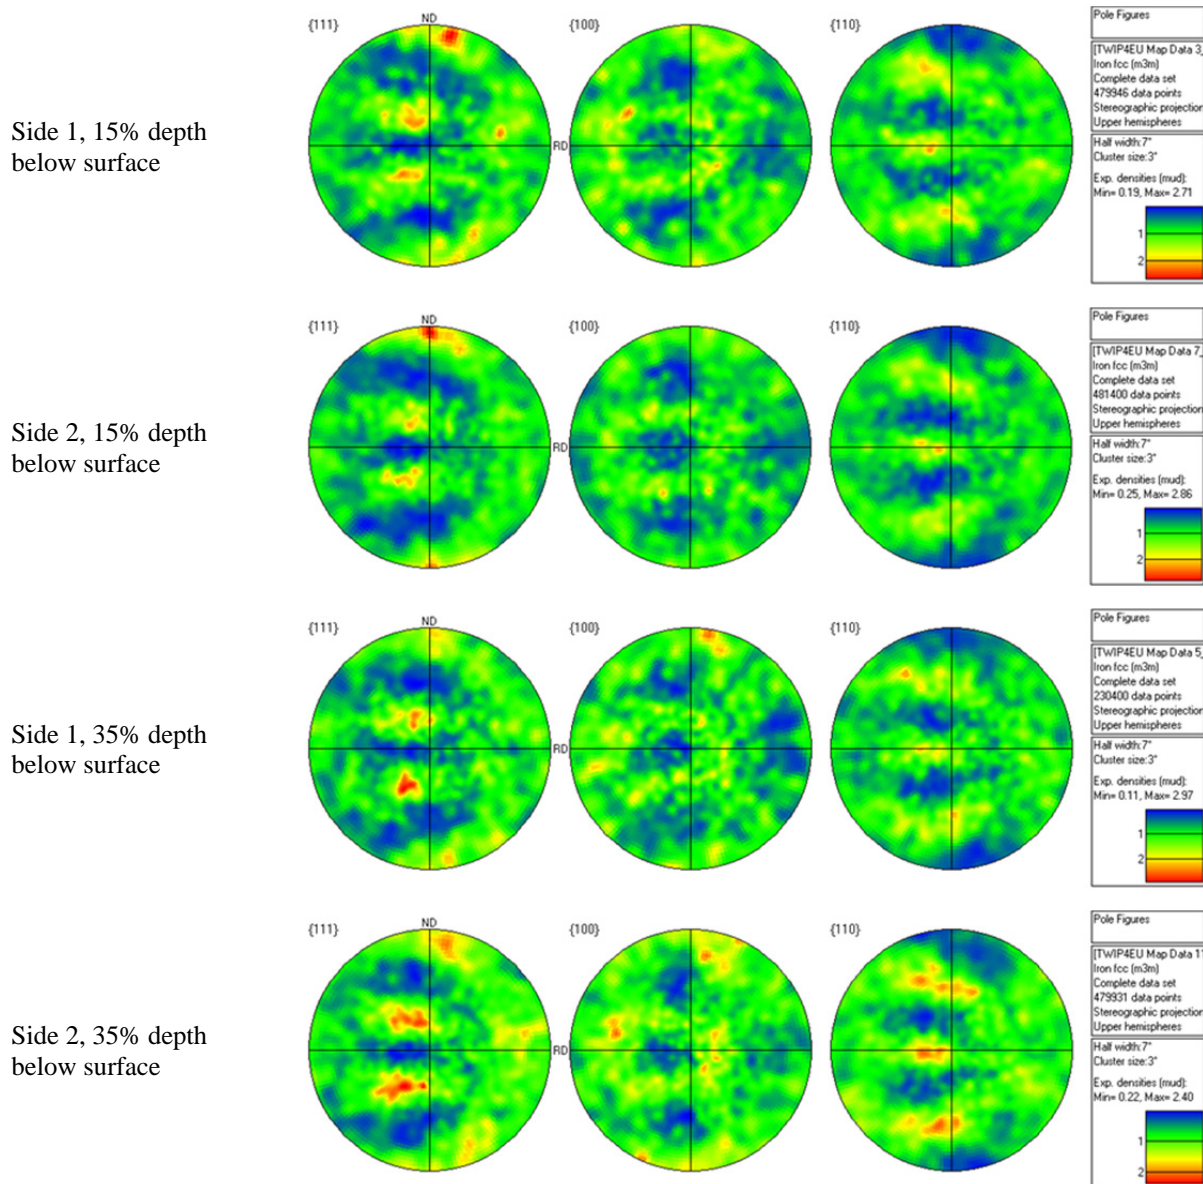 {111}
ND
{100}
{110}
RD
Side 1, 15% depth
below surface
Pole Figures
[TWIP4EU Map Data 3_
Iron fcc (m3m)
Complete data set
479946 data points
Stereographic projection
Upper hemispheres
Half width:7°
Cluster size:3°
Exp. densities (mud):
Min= 0.19, Max= 2.71
1
2
{111}
ND
{100}
{110}
RD
Side 2, 15% depth
below surface
Pole Figures
[TWIP4EU Map Data 7_
Iron fcc (m3m)
Complete data set
481400 data points
Stereographic projection
Upper hemispheres
Half width:7°
Cluster size:3°
Exp. densities (mud):
Min= 0.25, Max= 2.86
1
2
{111}
ND
{100}
{110}
RD
Side 1, 35% depth
below surface
Pole Figures
[TWIP4EU Map Data 5_
Iron fcc (m3m)
Complete data set
230400 data points
Stereographic projection
Upper hemispheres
Half width:7°
Cluster size:3°
Exp. densities (mud):
Min= 0.11, Max= 2.97
1
2
{111}
ND
{100}
{110}
RD
Side 2, 35% depth
below surface
Pole Figures
[TWIP4EU Map Data 11
Iron fcc (m3m)
Complete data set
479931 data points
Stereographic projection
Upper hemispheres
Half width:7°
Cluster size:3°
Exp. densities (mud):
Min= 0.22, Max= 2.40
1
2